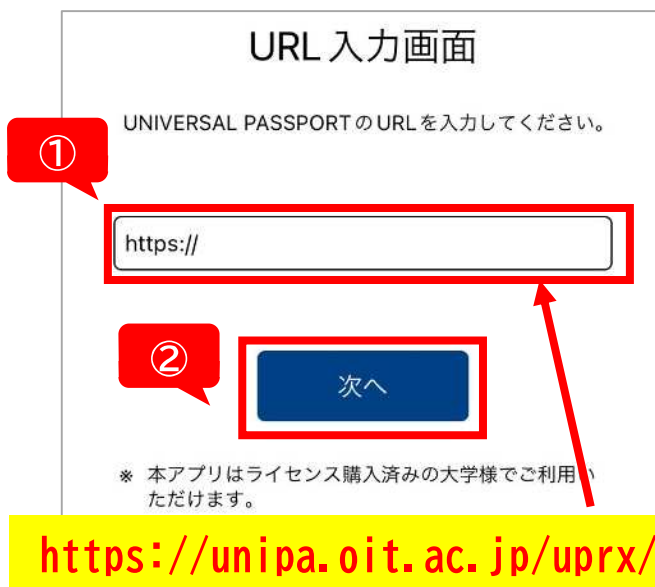 URL入力画面
UNIVERSAL PASSPORTのURLを入力してください。
①
https://
②
次へ
※ 本アプリはライセンス購入済みの大学様でご利用い
ただけます。
https://unipa.oit.ac.jp/uprx/